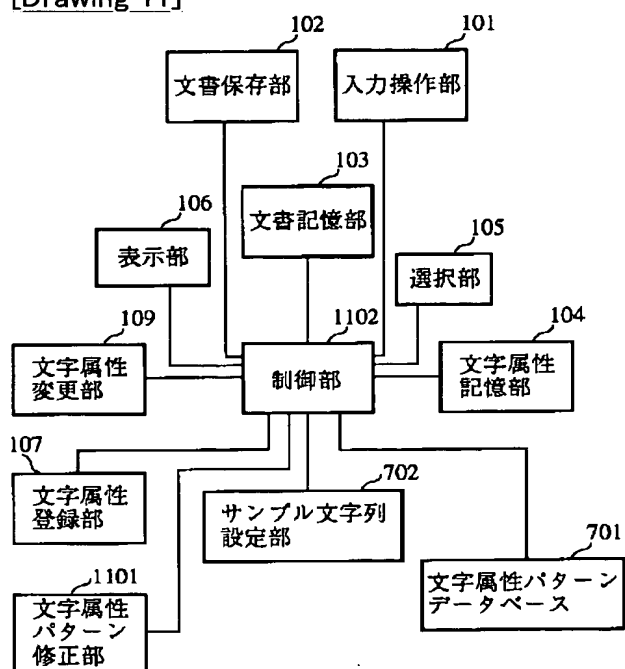 [Drawing 11]
102
101
文書保存部
入力操作部
103
文書記憶部
106
表示部
105
選択部
109
文字属性
変更部
1102
制御部
104
文字属性
記憶部
107
文字属性
登録部
702
サンプル文字列
設定部
701
文字属性パターン
データベース
1101
文字属性
パターン
修正部